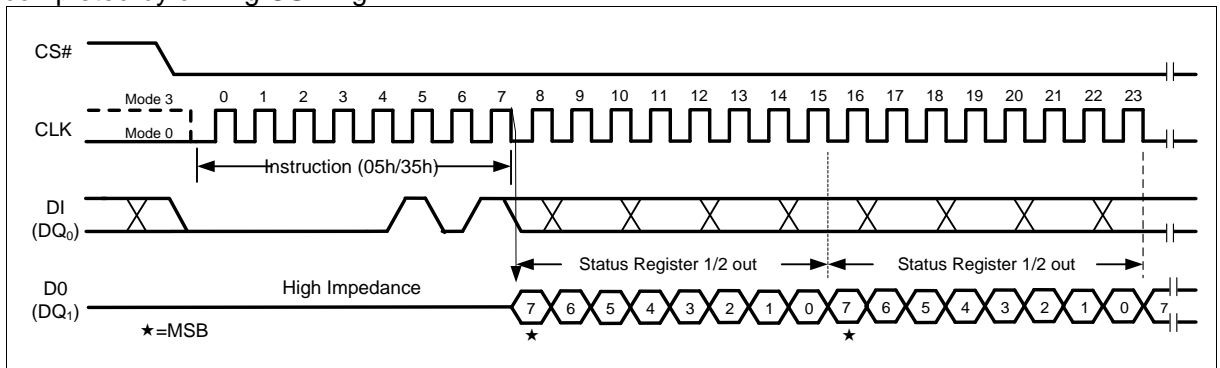 CS#
Mode 3
0 1 2 3 4 5 6 7 8 9 10 11 12 13 14 15 16 17 18 19 20 21 22 23
CLK
Mode 0
Instruction (05h/35h)
DI
(DQ0)
Status Register 1/2 out Status Register 1/2 out
D0
(DQ1)
High Impedance
7 6 5 4 3 2 1 0 7 6 5 4 3 2 1 0 7
★ ★
★=MSB